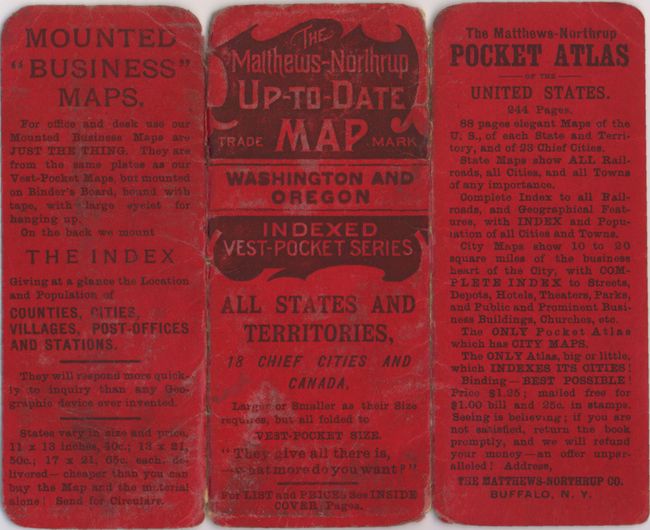 MOUNTED
"BUSINESS"
MAPS.
For office and desk use our
Mounted Business Maps are
JUST THE THING. They are
from the same plates as our
Vest-Pocket Maps, but mounted
on Binder's Board, bound with
tape, with large eyelet for
hanging up.
On the back we mount
THE INDEX
Giving at a glance the Location
and Population of
COUNTIES, CITIES,
VILLAGES, POST-OFFICES
AND STATIONS.
They will respond more quick-
ly to inquiry than any Geo-
graphic device ever invented.
States vary in size and price,
11 x 13 inches, 40c.; 13 x 21,
50c., 17 x 21, 65c. each, de-
livered—cheaper than you can
buy the Map and the material
alone! Send for Circulars.
THE
Matthews-Northrup
UP-TO-DATE
TRADE MAP MARK
WASHINGTON AND
OREGON
INDEXED
VEST-POCKET SERIES
ALL STATES AND
TERRITORIES,
18 CHIEF CITIES AND
CANADA,
Larger or Smaller as their Size
requires, but all folded to
VEST-POCKET SIZE.
"They give all there is,
what more do you want?"
For LIST and PRICES See INSIDE
COVER Pages.
The Matthews-Northrup
POCKET ATLAS
OF THE
UNITED STATES.
244 Pages.
88 pages elegant Maps of the
U. S., of each State and Terri-
tory, and of 23 Chief Cities.
State Maps show ALL Rail-
roads, all Cities, and all Towns
of any importance.
Complete Index to all Rail-
roads, and Geographical Feat-
ures, with INDEX and Popu-
lation of all Cities and Towns.
City Maps show 10 to 20
square miles of the business
heart of the City, with COM-
PLETE INDEX to Streets,
Depots, Hotels, Theaters, Parks,
and Public and Prominent Busi-
ness Buildings, Churches, etc.
The ONLY Pocket Atlas
which has CITY MAPS.
The ONLY Atlas, big or little,
which INDEXES ITS CITIES!
Binding—BEST POSSIBLE!
Price $1.25; mailed free for
$1.00 bill and 25c. in stamps.
Seeing is believing; if you are
not satisfied, return the book
promptly, and we will refund
your money—an offer unpar-
alleled! Address,
THE MATTHEWS-NORTHRUP CO.
BUFFALO, N. Y.